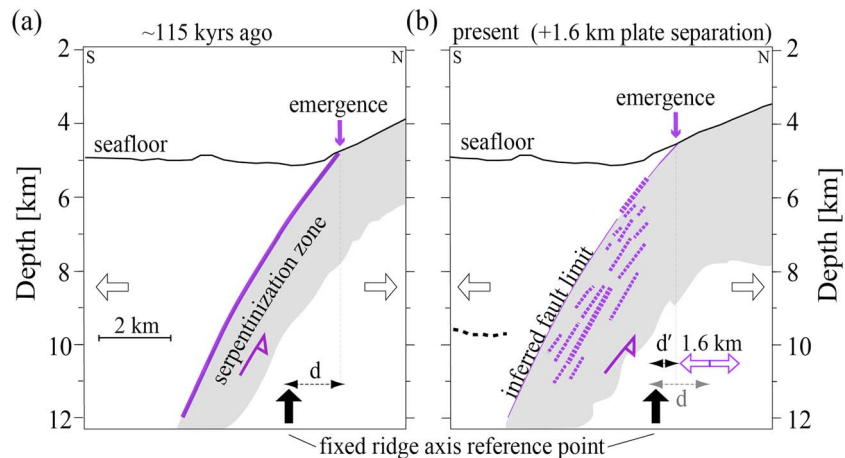 (a)
~115 kyrs ago
S
N
2
4
6
8
10
12
Depth [km]
emergence
seafloor
serpentinization zone
2 km
d
(b)
present (+1.6 km plate separation)
S
N
emergence
seafloor
inferred fault limit
d' 1.6 km
d
2
4
6
8
10
12
Depth [km]
fixed ridge axis reference point